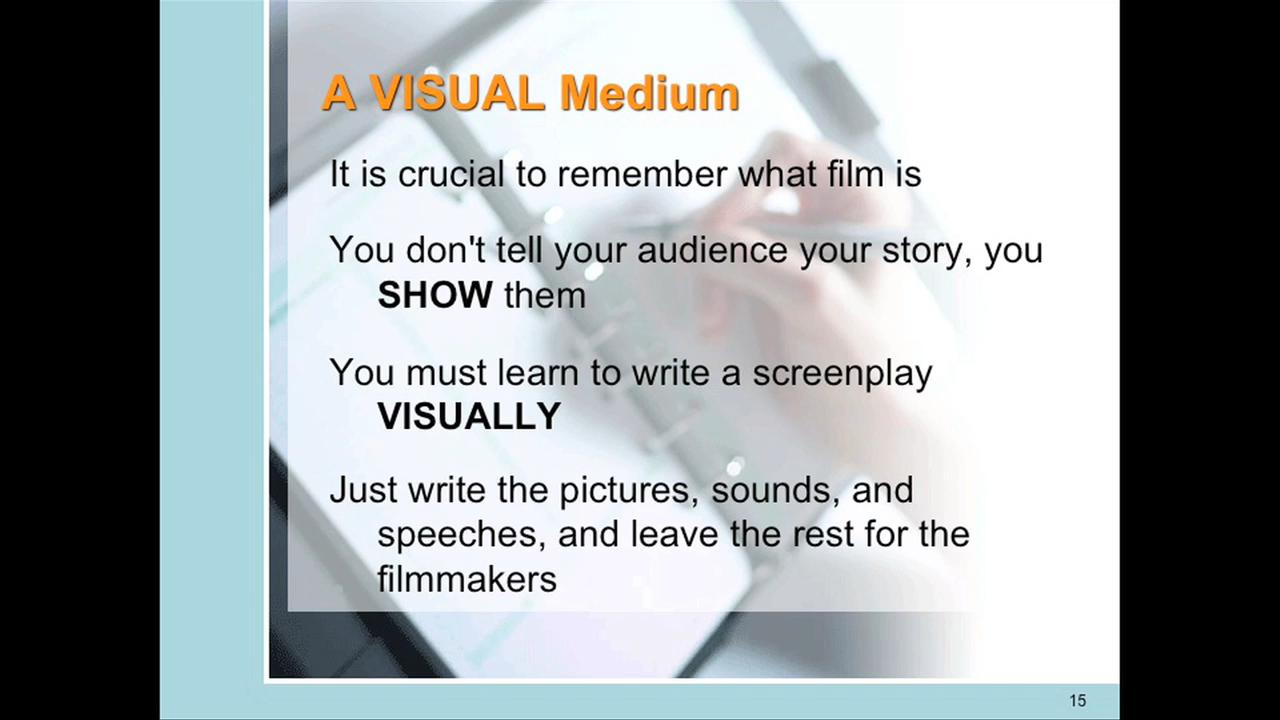 A VISUAL Medium
It is crucial to remember what film is
You don't tell your audience your story, you
SHOW them
You must learn to write a screenplay
VISUALLY
Just write the pictures, sounds, and
speeches, and leave the rest for the
filmmakers
15